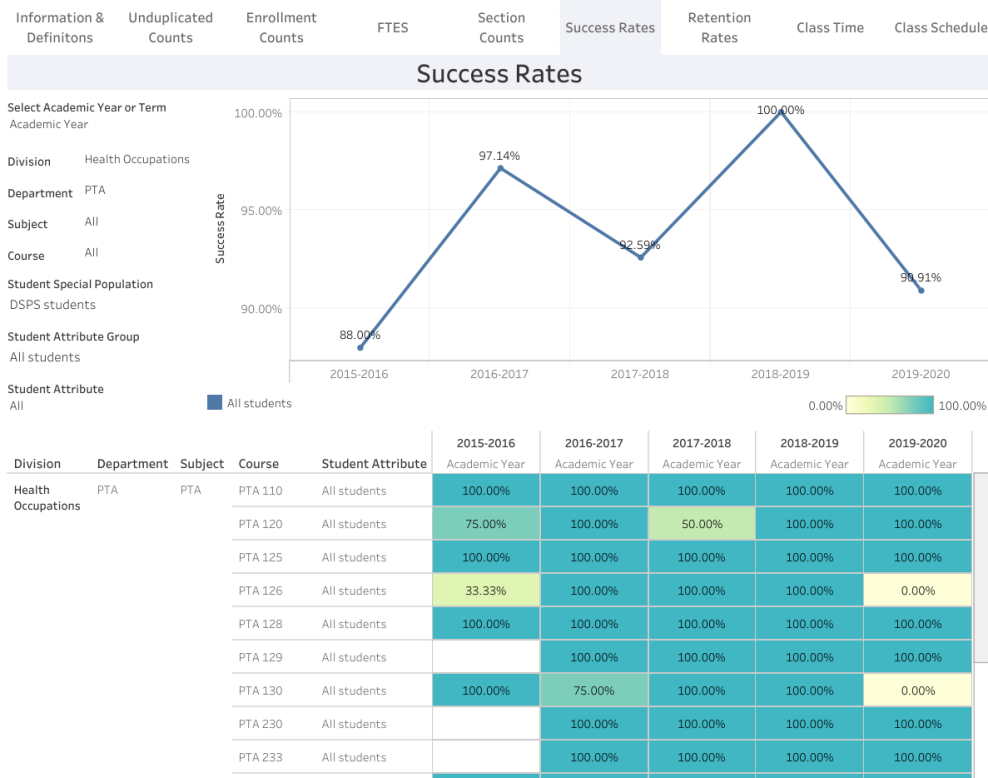 Information & Definitons
Unduplicated Counts
Enrollment Counts
FTES
Section Counts
Success Rates
Retention Rates
Class Time
Class Schedule
Success Rates
Select Academic Year or Term
Academic Year
Division Health Occupations
Department PTA
Subject All
Course All
Student Special Population
DSPS students
Student Attribute Group
All students
Student Attribute
All
Success Rate
100.00%
95.00%
90.00%
88.00%
97.14%
92.59%
100.00%
90.91%
2015-2016 2016-2017 2017-2018 2018-2019 2019-2020
All students
0.00% 100.00%
2015-2016 2016-2017 2017-2018 2018-2019 2019-2020
Division Department Subject Course Student Attribute Academic Year Academic Year Academic Year Academic Year Academic Year
Health Occupations PTA PTA PTA 110 All students 100.00% 100.00% 100.00% 100.00% 100.00%
PTA 120 All students 75.00% 100.00% 50.00% 100.00% 100.00%
PTA 125 All students 100.00% 100.00% 100.00% 100.00% 100.00%
PTA 126 All students 33.33% 100.00% 100.00% 100.00% 0.00%
PTA 128 All students 100.00% 100.00% 100.00% 100.00% 100.00%
PTA 129 All students 100.00% 100.00% 100.00% 100.00%
PTA 130 All students 100.00% 75.00% 100.00% 100.00% 0.00%
PTA 230 All students 100.00% 100.00% 100.00% 100.00%
PTA 233 All students 100.00% 100.00% 100.00% 100.00%